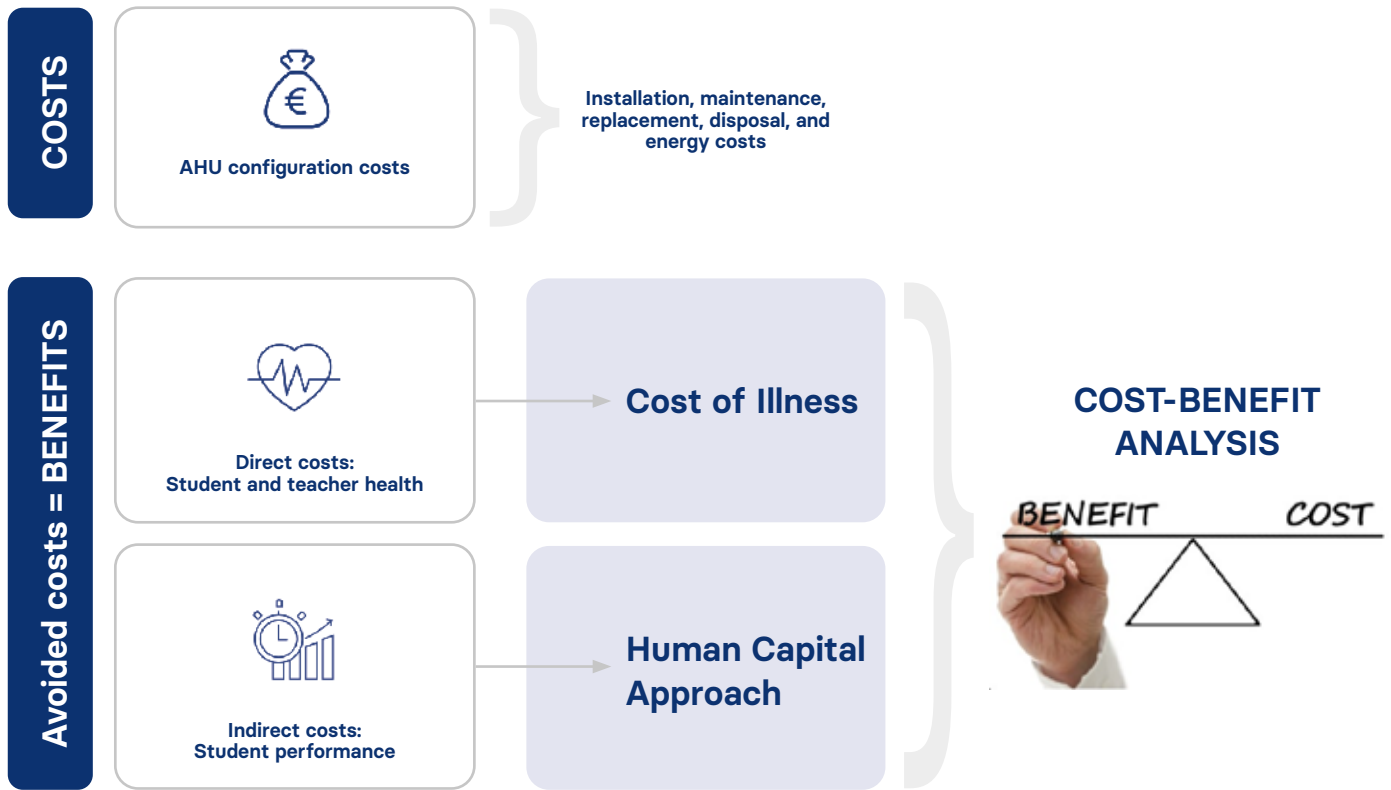 COSTS
€
AHU configuration costs
Installation, maintenance,
replacement, disposal, and
energy costs
Avoided costs = BENEFITS
Direct costs:
Student and teacher health
Cost of Illness
Indirect costs:
Student performance
Human Capital
Approach
COST-BENEFIT
ANALYSIS
BENEFIT COST